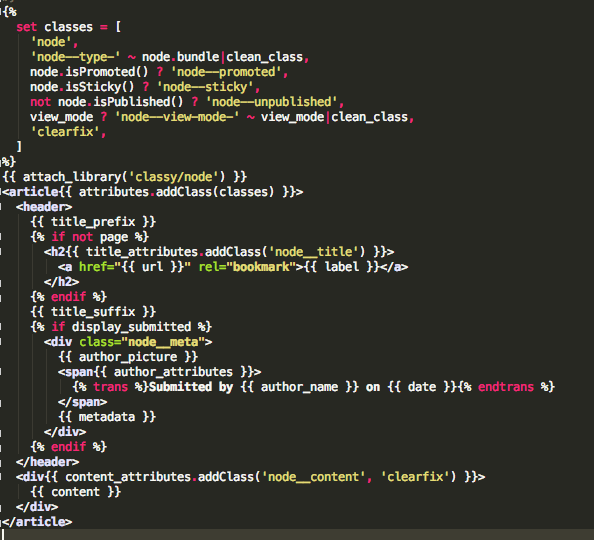 {%
  set classes = [
    'node',
    'node--type-' ~ node.bundle|clean_class,
    node.isPromoted() ? 'node--promoted',
    node.isSticky() ? 'node--sticky',
    not node.isPublished() ? 'node--unpublished',
    view_mode ? 'node--view-mode-' ~ view_mode|clean_class,
    'clearfix',
  ]
%}
{{ attach_library('classy/node') }}
<article{{ attributes.addClass(classes) }}>
  <header>
    {{ title_prefix }}
    {% if not page %}
      <h2{{ title_attributes.addClass('node__title') }}>
        <a href="{{ url }}" rel="bookmark">{{ label }}</a>
      </h2>
    {% endif %}
    {{ title_suffix }}
    {% if display_submitted %}
      <div class="node__meta">
        {{ author_picture }}
        <span{{ author_attributes }}>
          {% trans %}Submitted by {{ author_name }} on {{ date }}{% endtrans %}
        </span>
        {{ metadata }}
      </div>
    {% endif %}
  </header>
  <div{{ content_attributes.addClass('node__content', 'clearfix') }}>
    {{ content }}
  </div>
</article>